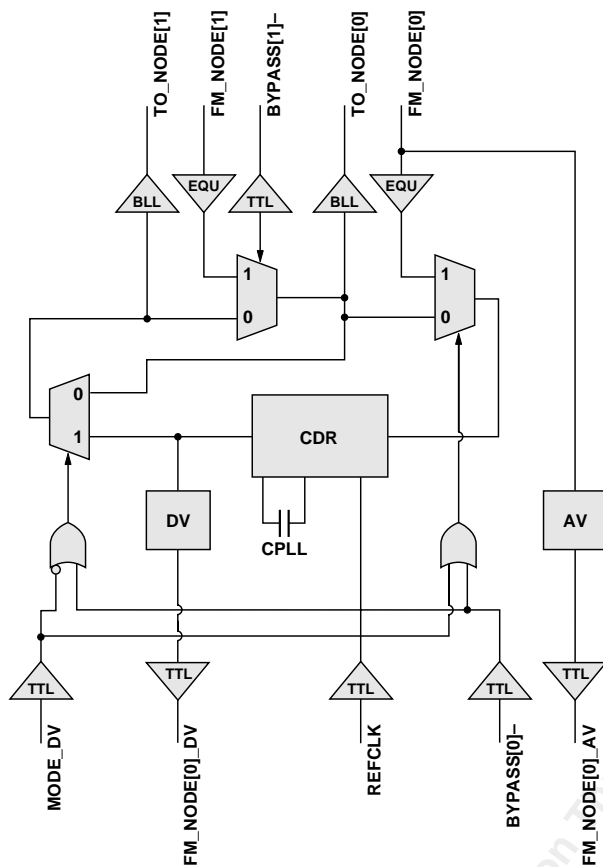 TO_NODE[1]
FM_NODE[1]
BYPASS[1]–
TO_NODE[0]
FM_NODE[0]
BLL
EQU
TTL
BLL
EQU
1
0
1
0
0
1
CDR
DV
CPLL
AV
TTL
TTL
TTL
TTL
TTL
MODE_DV
FM_NODE[0]_DV
REFCLK
BYPASS[0]–
FM_NODE[0]_AV